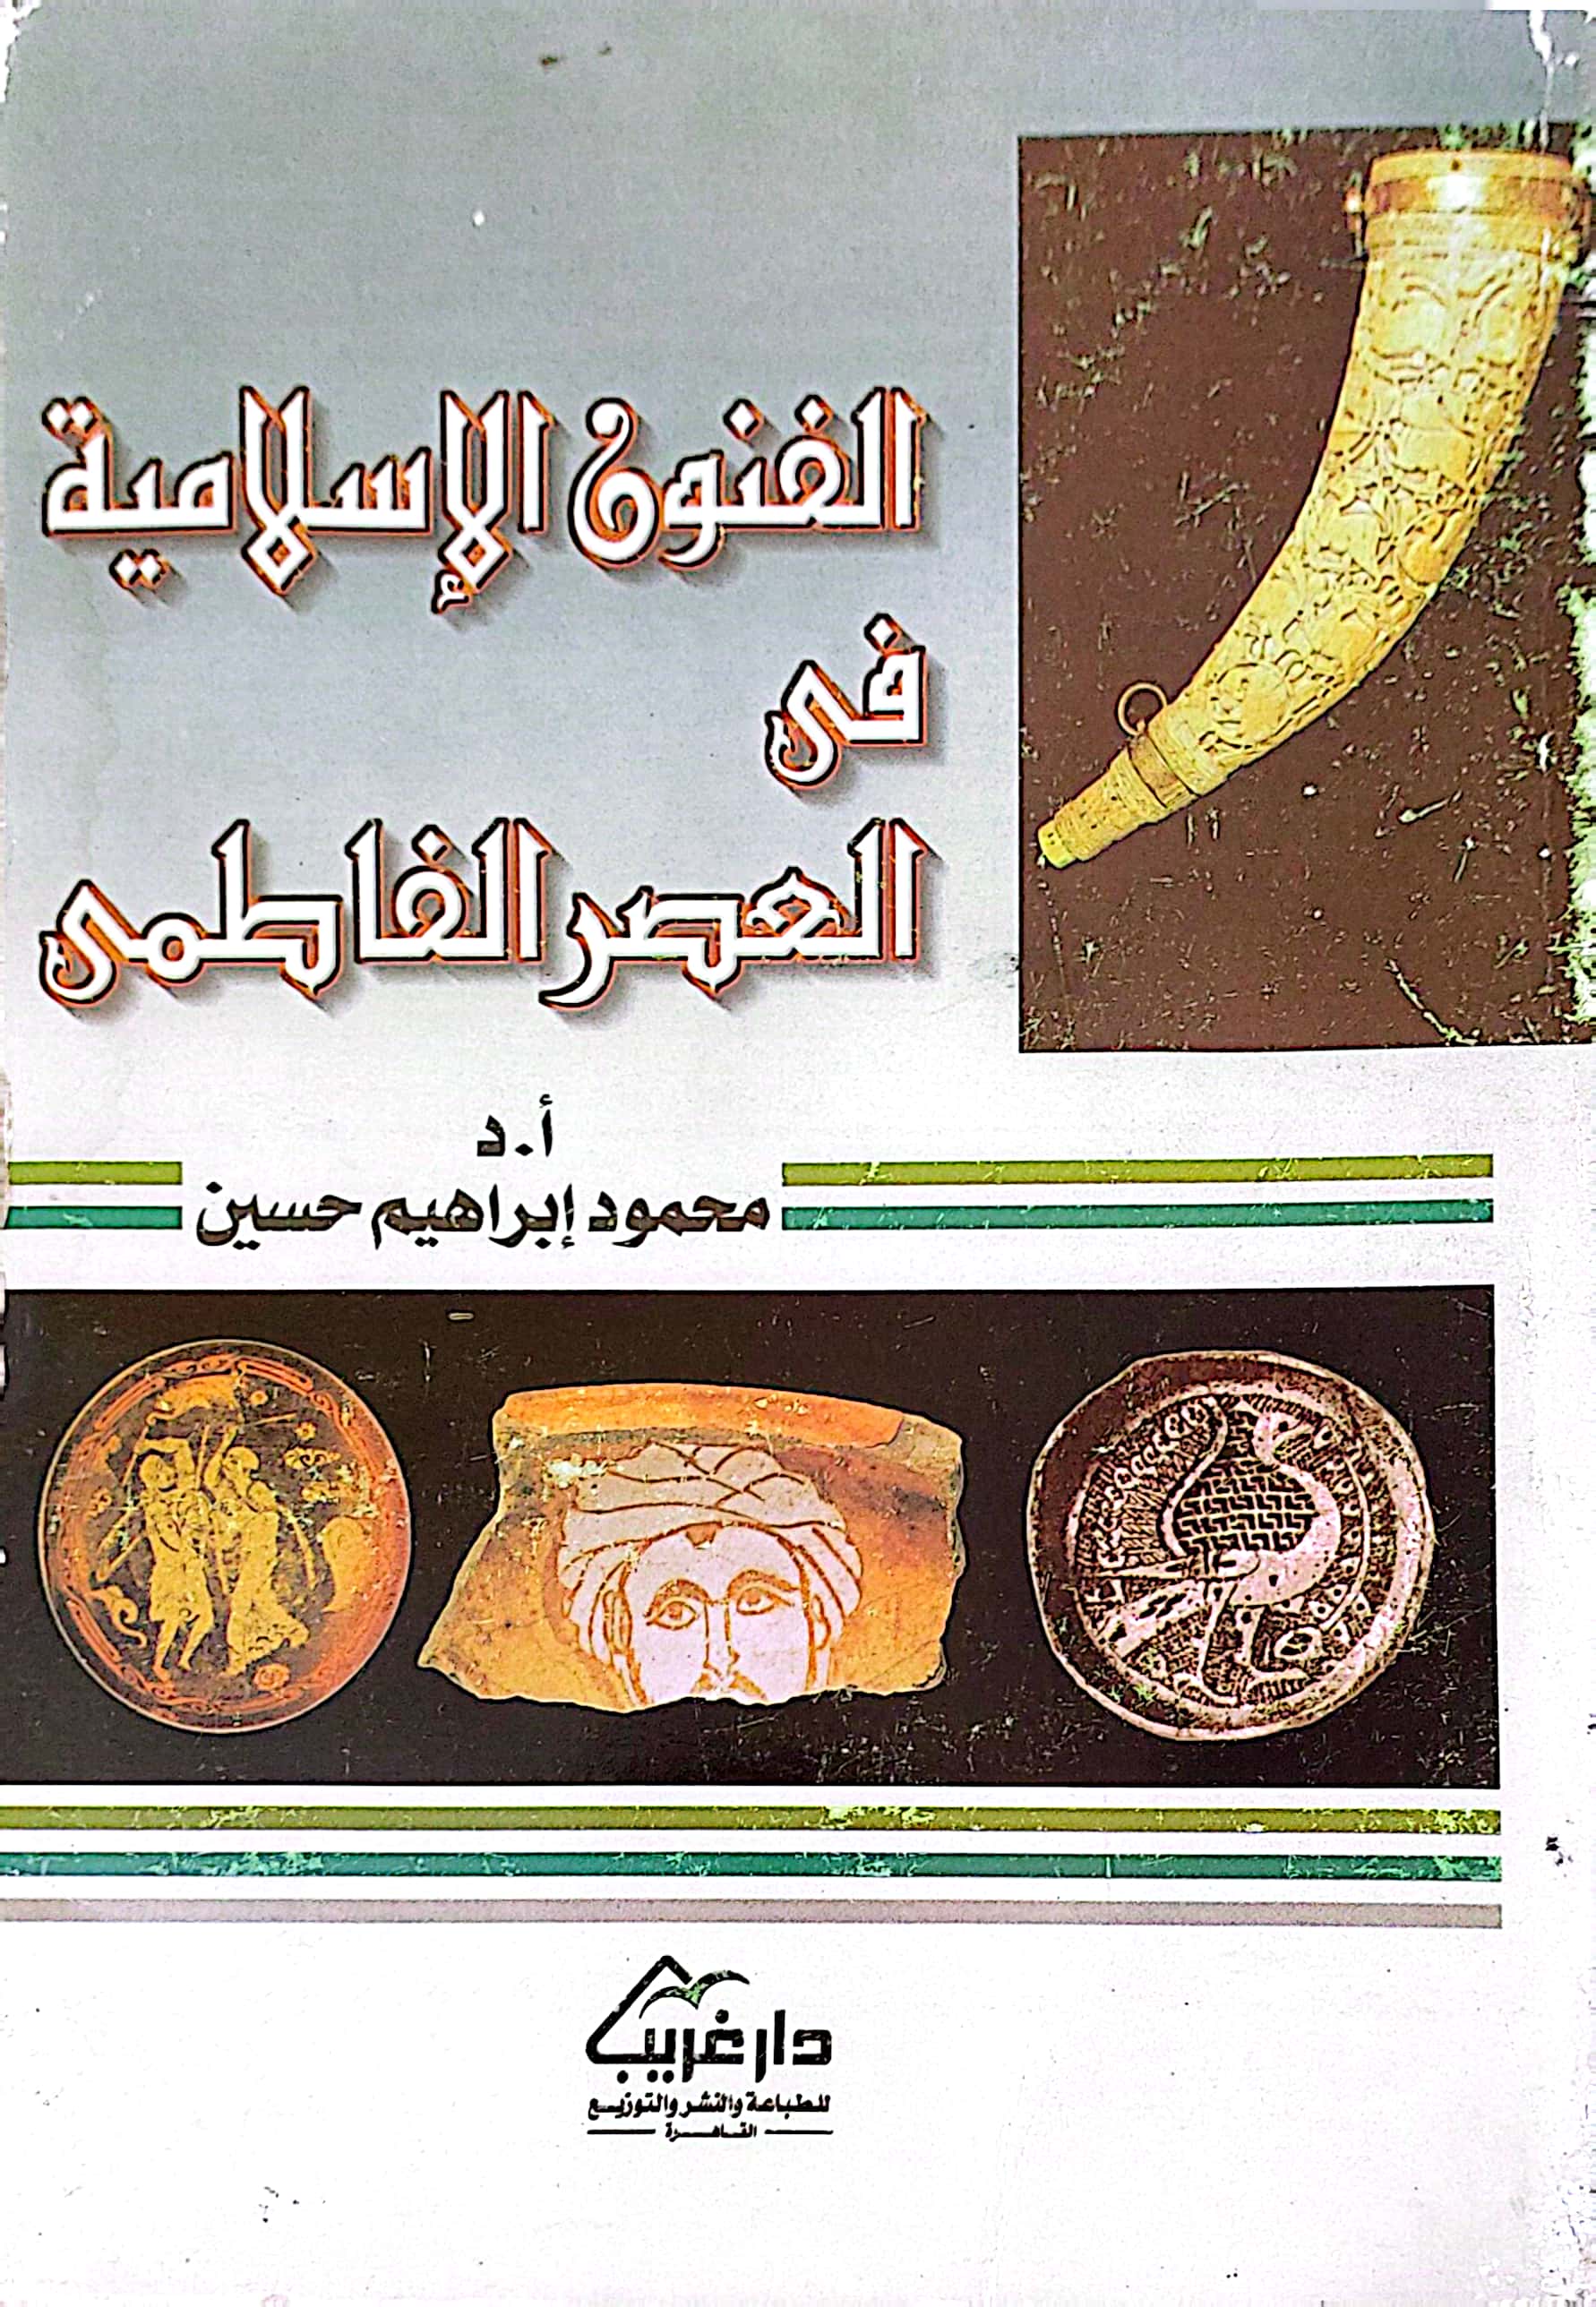 الفنون الإسلامية
فى
العصر الفاطمى
أ.د
محمود إبراهيم حسين
دار غريب
للطباعة والنشر والتوزيع
القاهرة